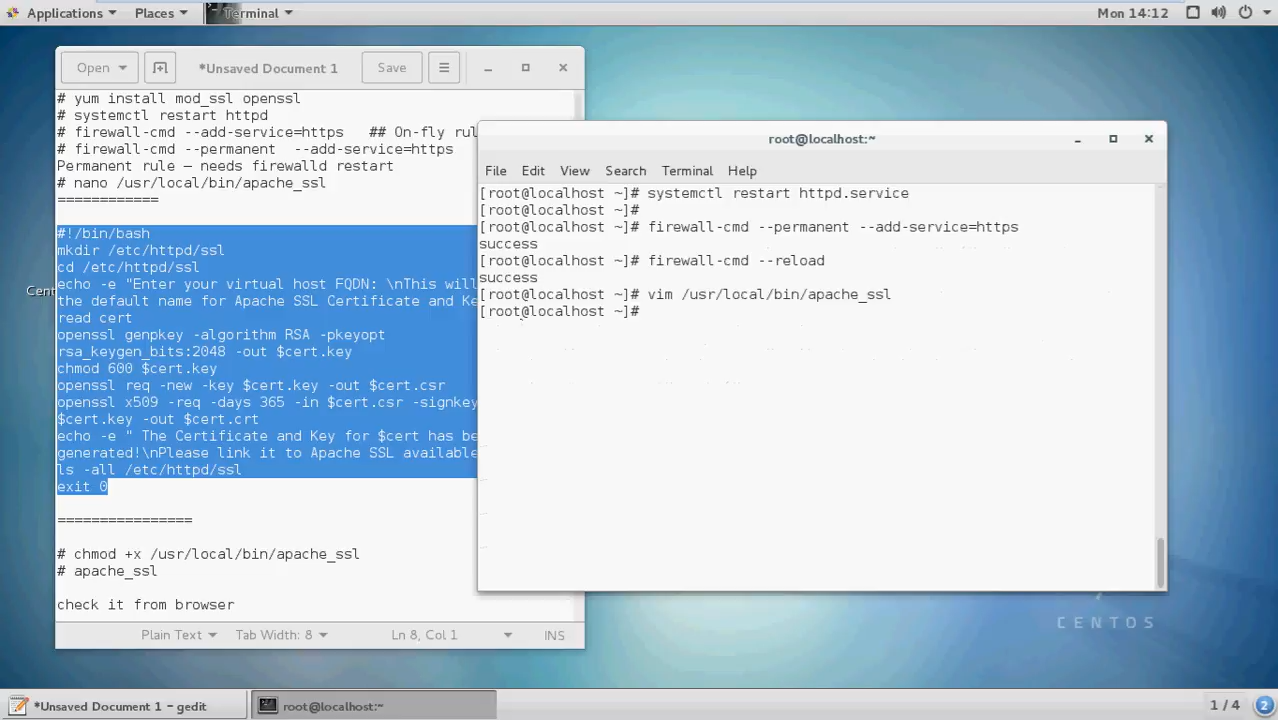 Applications Places Terminal Mon 14:12
Open *Unsaved Document 1 Save
# yum install mod_ssl openssl
# systemctl restart httpd
# firewall-cmd --add-service=https   ## On-fly rul
# firewall-cmd --permanent  --add-service=https
Permanent rule – needs firewalld restart
# nano /usr/local/bin/apache_ssl
============
#!/bin/bash
mkdir /etc/httpd/ssl
cd /etc/httpd/ssl
echo -e "Enter your virtual host FQDN: \nThis will
the default name for Apache SSL Certificate and Ke
read cert
openssl genpkey -algorithm RSA -pkeyopt
rsa_keygen_bits:2048 -out $cert.key
chmod 600 $cert.key
openssl req -new -key $cert.key -out $cert.csr
openssl x509 -req -days 365 -in $cert.csr -signkey
$cert.key -out $cert.crt
echo -e " The Certificate and Key for $cert has be
generated!\nPlease link it to Apache SSL available
ls -all /etc/httpd/ssl
exit 0
================
# chmod +x /usr/local/bin/apache_ssl
# apache_ssl
check it from browser
Plain Text Tab Width: 8 Ln 8, Col 1 INS
Cent
root@localhost:~
File Edit View Search Terminal Help
[root@localhost ~]# systemctl restart httpd.service
[root@localhost ~]#
[root@localhost ~]# firewall-cmd --permanent --add-service=https
success
[root@localhost ~]# firewall-cmd --reload
success
[root@localhost ~]# vim /usr/local/bin/apache_ssl
[root@localhost ~]#
CENTOS
*Unsaved Document 1 – gedit root@localhost:~ 1 / 4 2